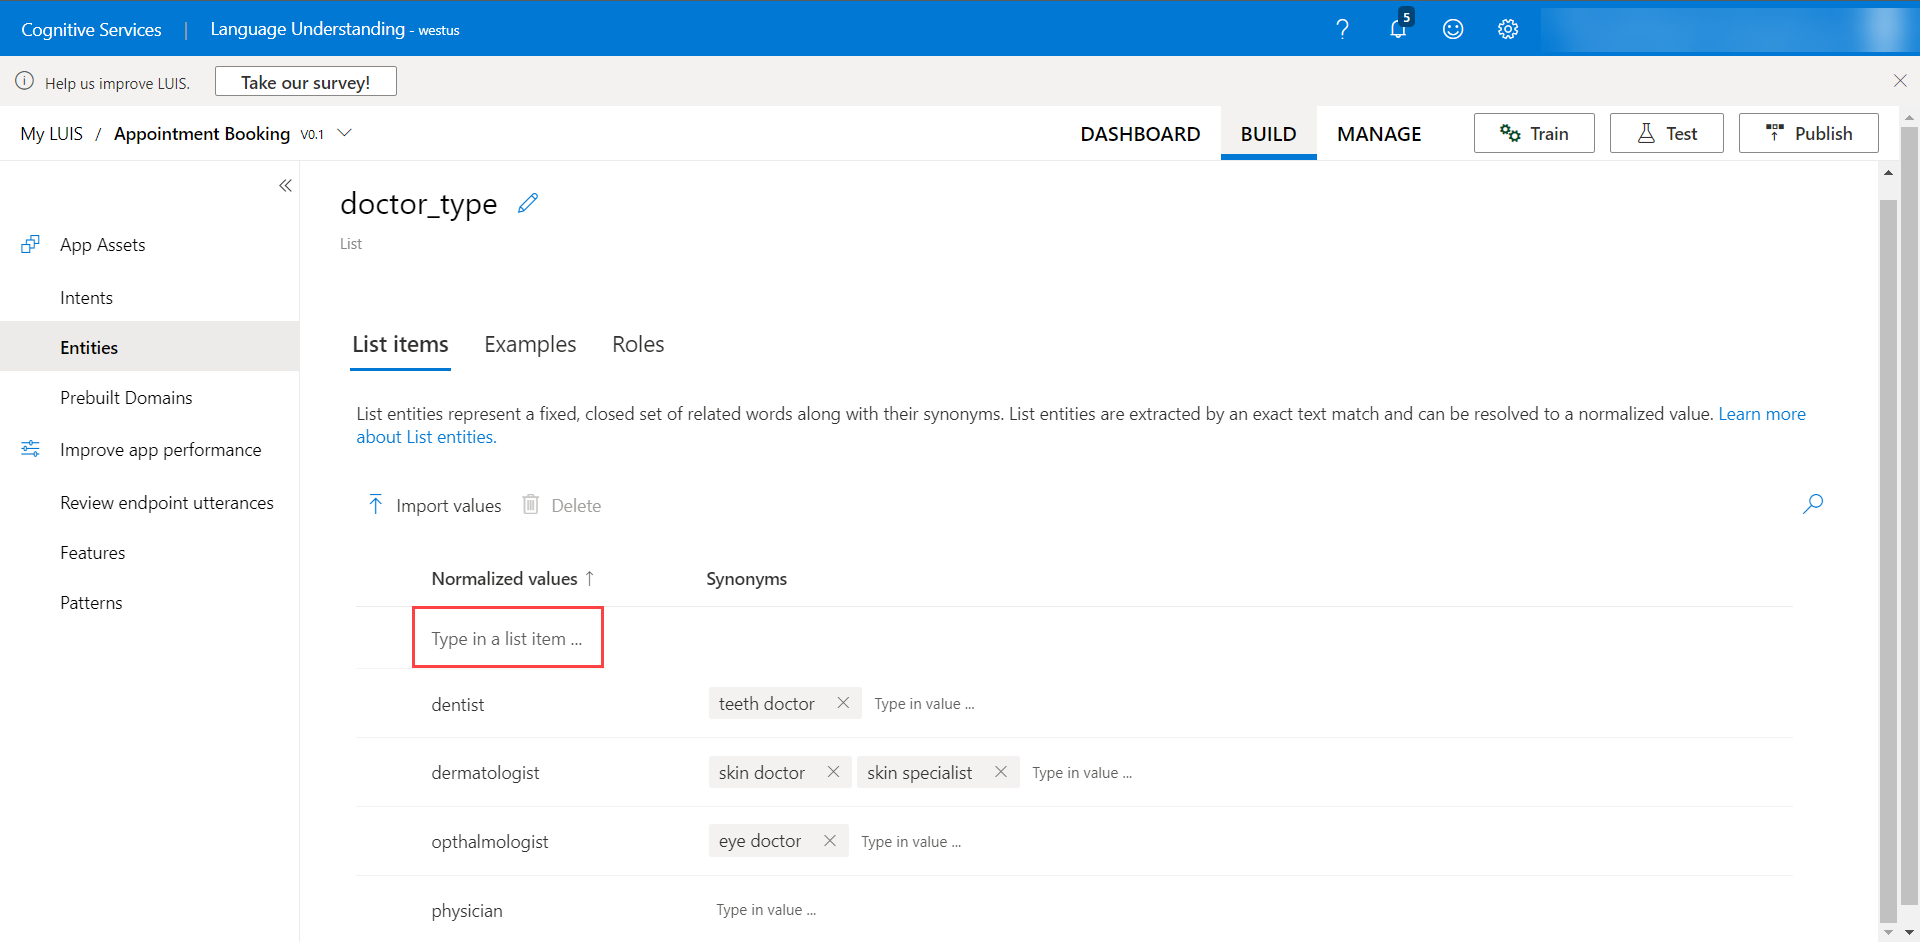 Cognitive Services | Language Understanding - westus
5
Help us improve LUIS. Take our survey!
My LUIS / Appointment Booking V0.1
DASHBOARD BUILD MANAGE Train Test Publish
App Assets
Intents
Entities
Prebuilt Domains
Improve app performance
Review endpoint utterances
Features
Patterns
doctor_type
List
List items Examples Roles
List entities represent a fixed, closed set of related words along with their synonyms. List entities are extracted by an exact text match and can be resolved to a normalized value. Learn more
about List entities.
Import values Delete
Normalized values ↑ Synonyms
Type in a list item ...
dentist teeth doctor Type in value ...
dermatologist skin doctor skin specialist Type in value ...
opthalmologist eye doctor Type in value ...
physician Type in value ...